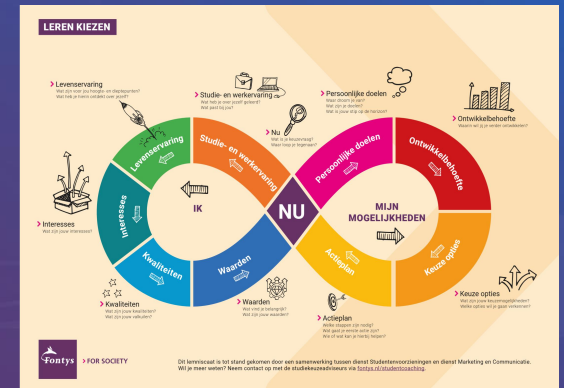 LEREN KIEZEN
Levenservaring
Wat zijn voor jou hoogte- en dieptepunten?
Wat heb je hierin ontdekt over jezelf?
Studie- en werkervaring
Wat heb je over jezelf geleerd?
Wat past bij jou?
Nu
Wat is je keuzevraag?
Waar loop je tegenaan?
Persoonlijke doelen
Waar droom je van?
Wat zijn je doelen?
Wat is jouw stip op de horizon?
Ontwikkelbehoefte
Waarin wil je je verder ontwikkelen?
Levenservaring
Studie- en werkervaring
Persoonlijke doelen
Ontwikkelbehoefte
Interesses
IK
NU
MIJN
MOGELIJKHEDEN
Kwaliteiten
Waarden
Actieplan
Keuze opties
Interesses
Wat zijn jouw interesses?
Kwaliteiten
Wat zijn jouw kwaliteiten?
Wat zijn jouw valkuilen?
Waarden
Wat vind je belangrijk?
Wat zijn jouw waarden?
Actieplan
Welke stappen zijn nodig?
Wat gaat je eerste actie zijn?
Wie of wat kan je hierbij helpen?
Keuze opties
Wat zijn jouw keuzemogelijkheden?
Welke opties wil je gaan verkennen?
Fontys
FOR SOCIETY
Dit lemniscaat is tot stand gekomen door een samenwerking tussen dienst Studentenvoorzieningen en dienst Marketing en Communicatie.
Wil je meer weten? Neem contact op met de studiekeuzeadviseurs via fontys.nl/studentcoaching.